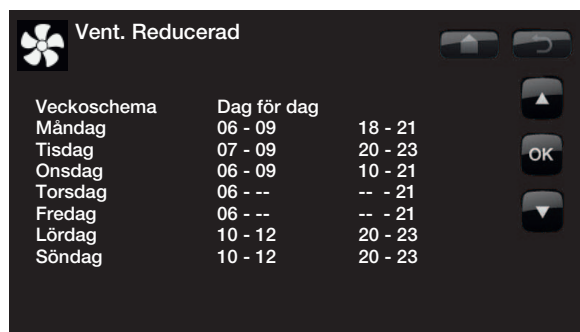 Vent. Reducerad
Veckoschema Dag för dag
Måndag 06 - 09 18 - 21
Tisdag 07 - 09 20 - 23
Onsdag 06 - 09 10 - 21
Torsdag 06 - -- -- - 21
Fredag 06 - -- -- - 21
Lördag 10 - 12 20 - 23
Söndag 10 - 12 20 - 23
OK